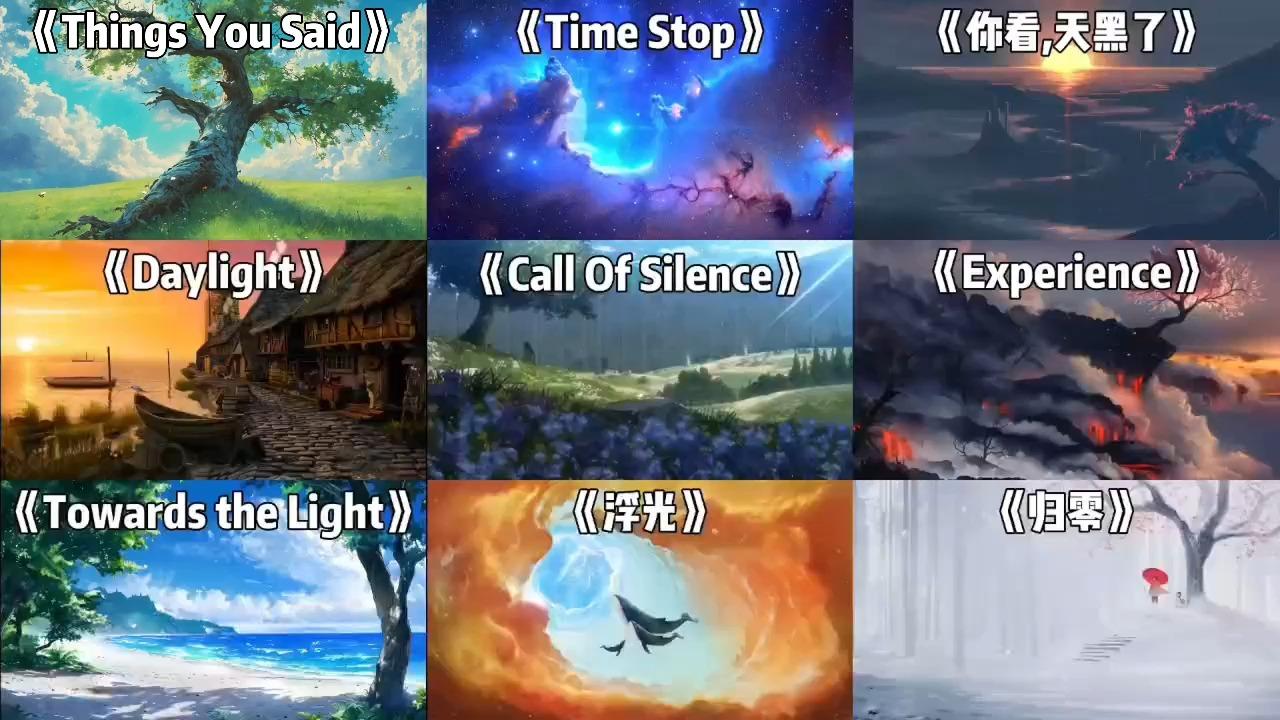 《Things You Said》
《Time Stop》
《你看,天黑了》
《Daylight》
《Call Of Silence》
《Experience》
《Towards the Light》
《浮光》
《归零》